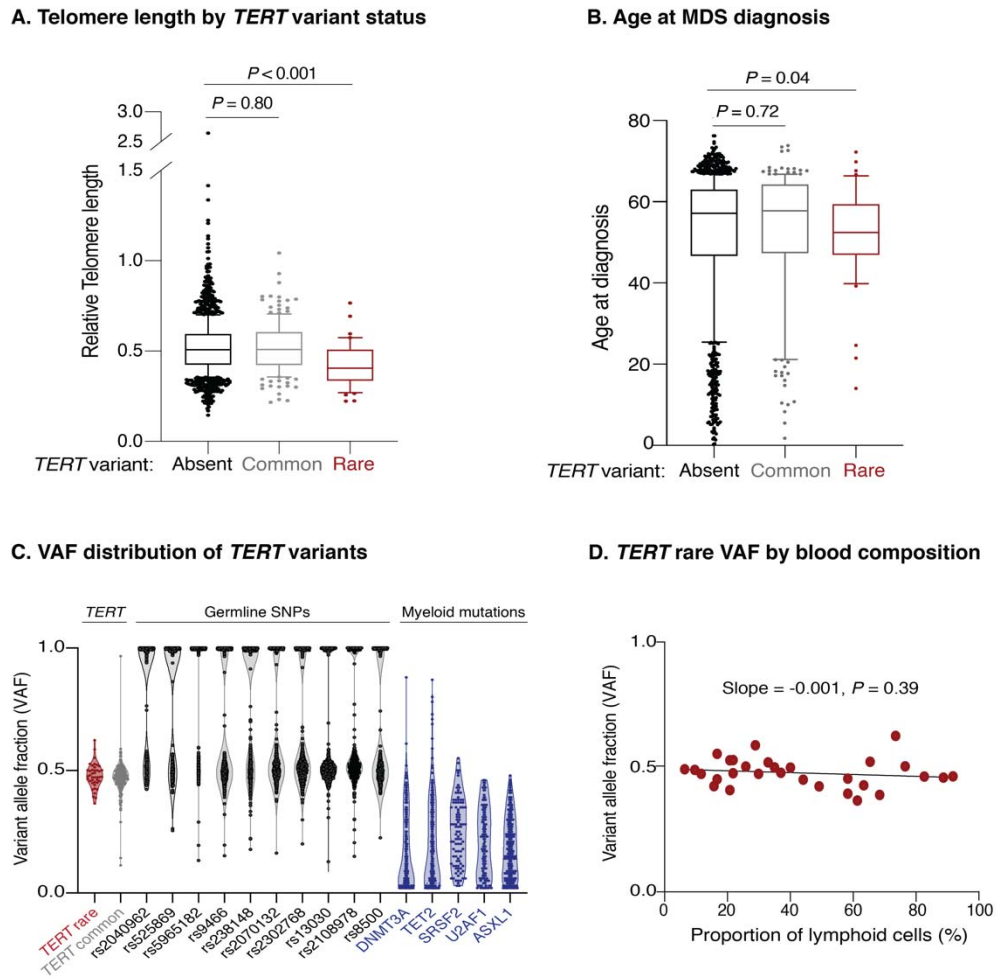 A. Telomere length by TERT variant status
P < 0.001
P = 0.80
Relative Telomere length
3.0
2.5
1.5
1.0
0.5
0.0
TERT variant: Absent Common Rare
B. Age at MDS diagnosis
P = 0.04
P = 0.72
Age at diagnosis
80
60
40
20
0
TERT variant: Absent Common Rare
C. VAF distribution of TERT variants
TERT Germline SNPs Myeloid mutations
Variant allele fraction (VAF)
1.0
0.5
0.0
TERT rare
TERT common
rs2040962
rs525869
rs5965182
rs9466
rs238148
rs2070132
rs2302768
rs13030
rs2108978
rs8500
DNMT3A
TET2
SRSF2
U2AF1
ASXL1
D. TERT rare VAF by blood composition
Variant allele fraction (VAF)
1.0
0.5
0.0
Slope = -0.001, P = 0.39
0 20 40 60 80 100
Proportion of lymphoid cells (%)